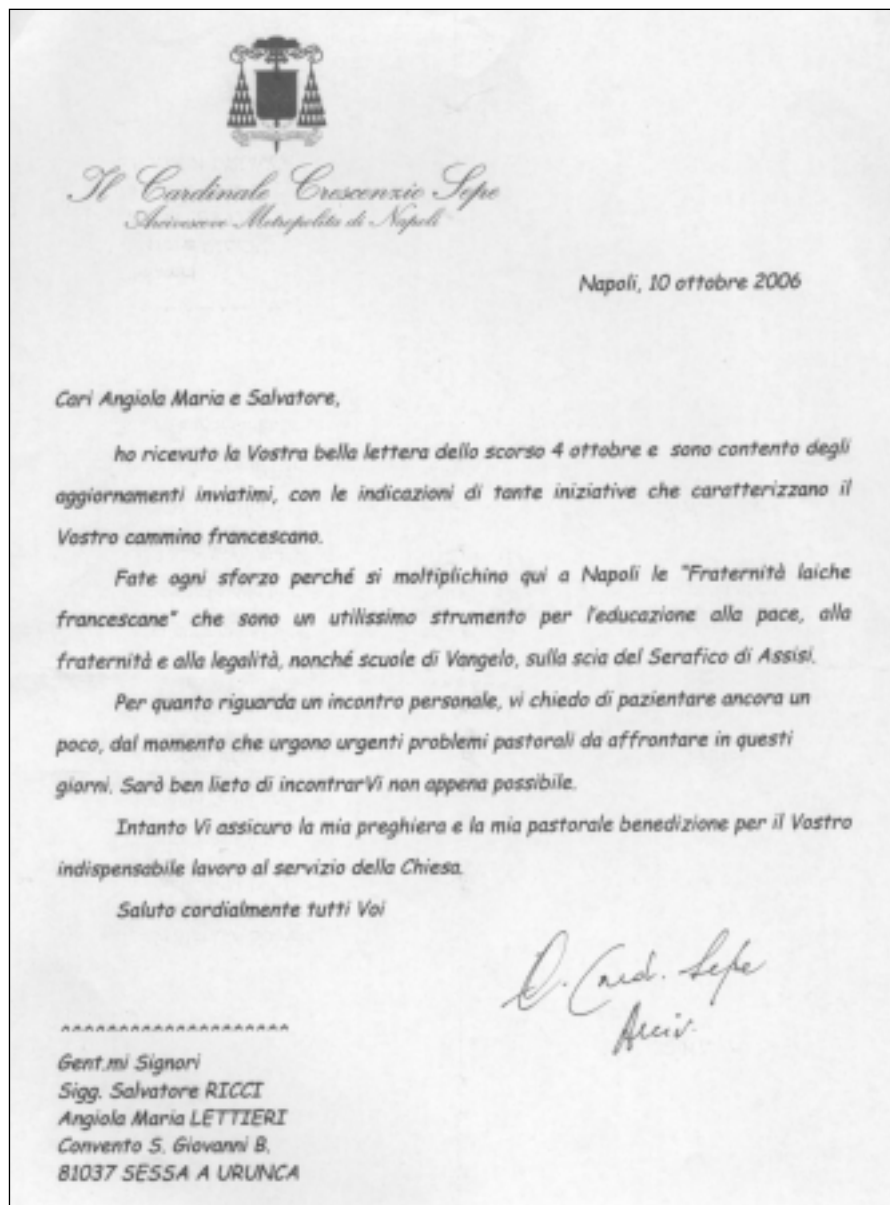 Il Cardinale Crescenzio Sepe
Arcivescovo Metropolita di Napoli
Napoli, 10 ottobre 2006
Cari Angiola Maria e Salvatore,
ho ricevuto la Vostra bella lettera dello scorso 4 ottobre e sono contento degli
aggiornamenti inviatimi, con le indicazioni di tante iniziative che caratterizzano il
Vostro cammino francescano.
Fate ogni sforzo perché si moltiplichino qui a Napoli le "Fraternità laiche
francescane" che sono un utilissimo strumento per l'educazione alla pace, alla
fraternità e alla legalità, nonché scuole di Vangelo, sulla scia del Serafico di Assisi.
Per quanto riguarda un incontro personale, vi chiedo di pazientare ancora un
poco, dal momento che urgono urgenti problemi pastorali da affrontare in questi
giorni. Sarò ben lieto di incontrarVi non appena possibile.
Intanto Vi assicuro la mia preghiera e la mia pastorale benedizione per il Vostro
indispensabile lavoro al servizio della Chiesa.
Saluto cordialmente tutti Voi
Card. Sepe
Arciv.
^^^^^^^^^^^^^^^^^^^^
Gent.mi Signori
Sigg. Salvatore RICCI
Angiola Maria LETTIERI
Convento S. Giovanni B.
81037 SESSA A URUNCA